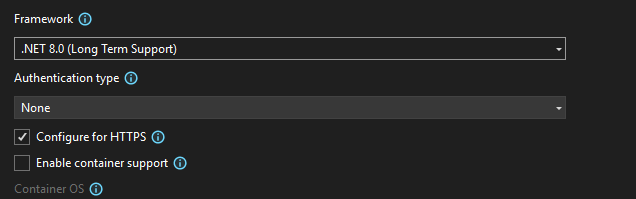 Framework
.NET 8.0 (Long Term Support)
Authentication type
None
Configure for HTTPS
Enable container support
Container OS